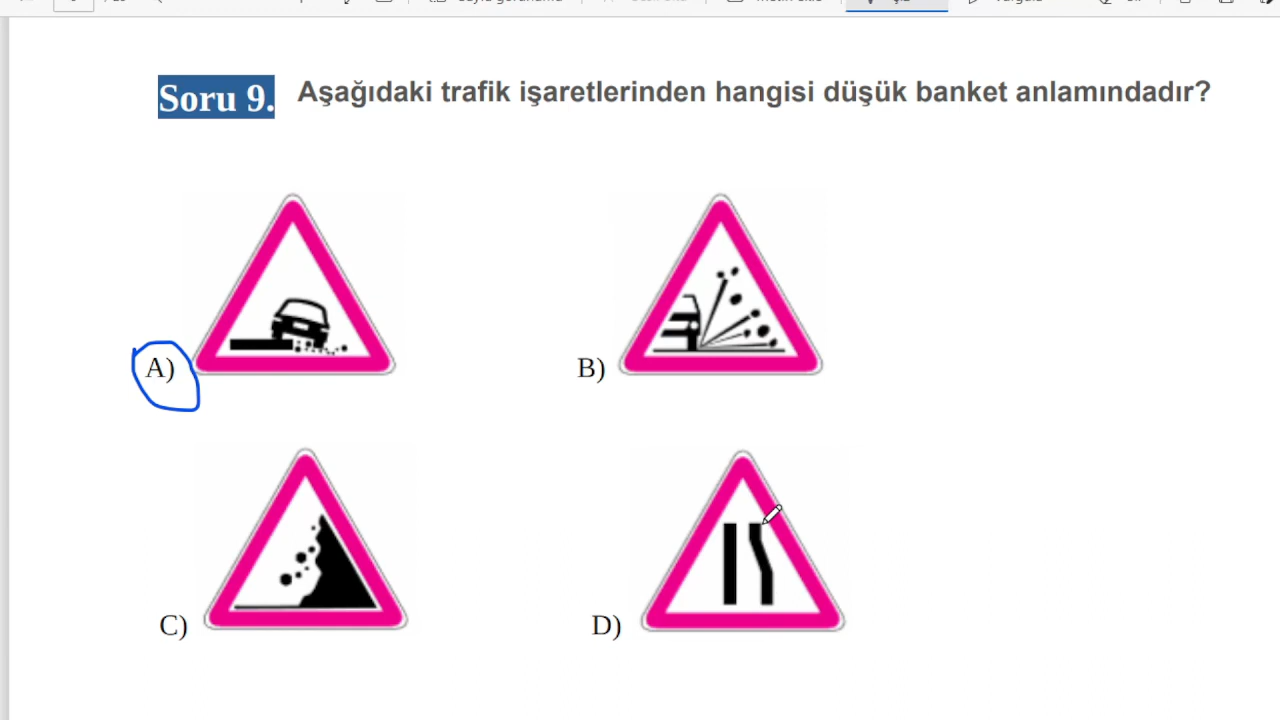 Soru 9. Aşağıdaki trafik işaretlerinden hangisi düşük banket anlamındadır?
A)
B)
C)
D)